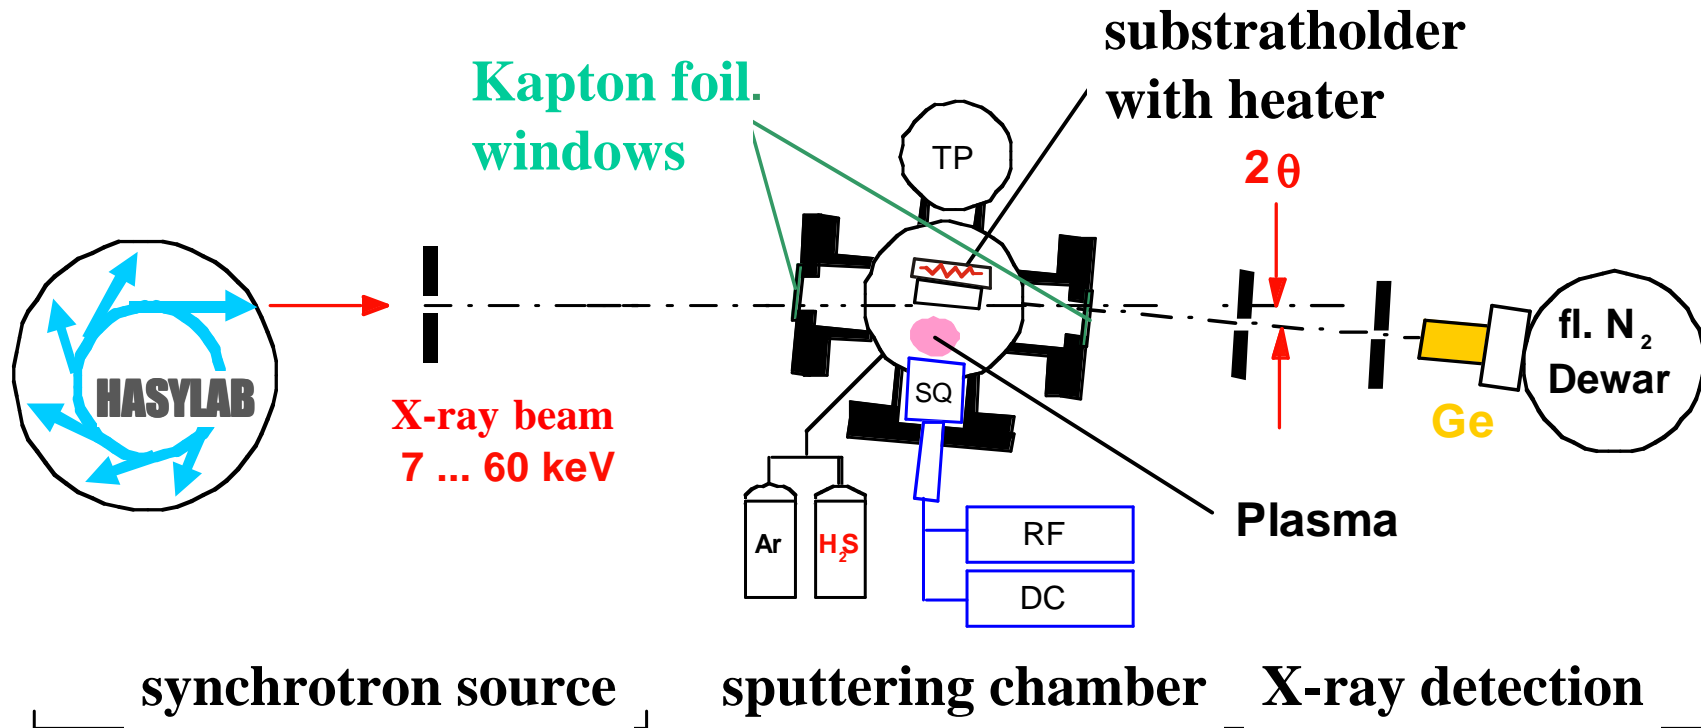 substratholder
with heater
Kapton foil
windows
2θ
TP
HASYLAB
X-ray beam
7 ... 60 keV
SQ
fl. N₂
Dewar
Ge
Plasma
Ar
H₂S
RF
DC
synchrotron source
sputtering chamber
X-ray detection